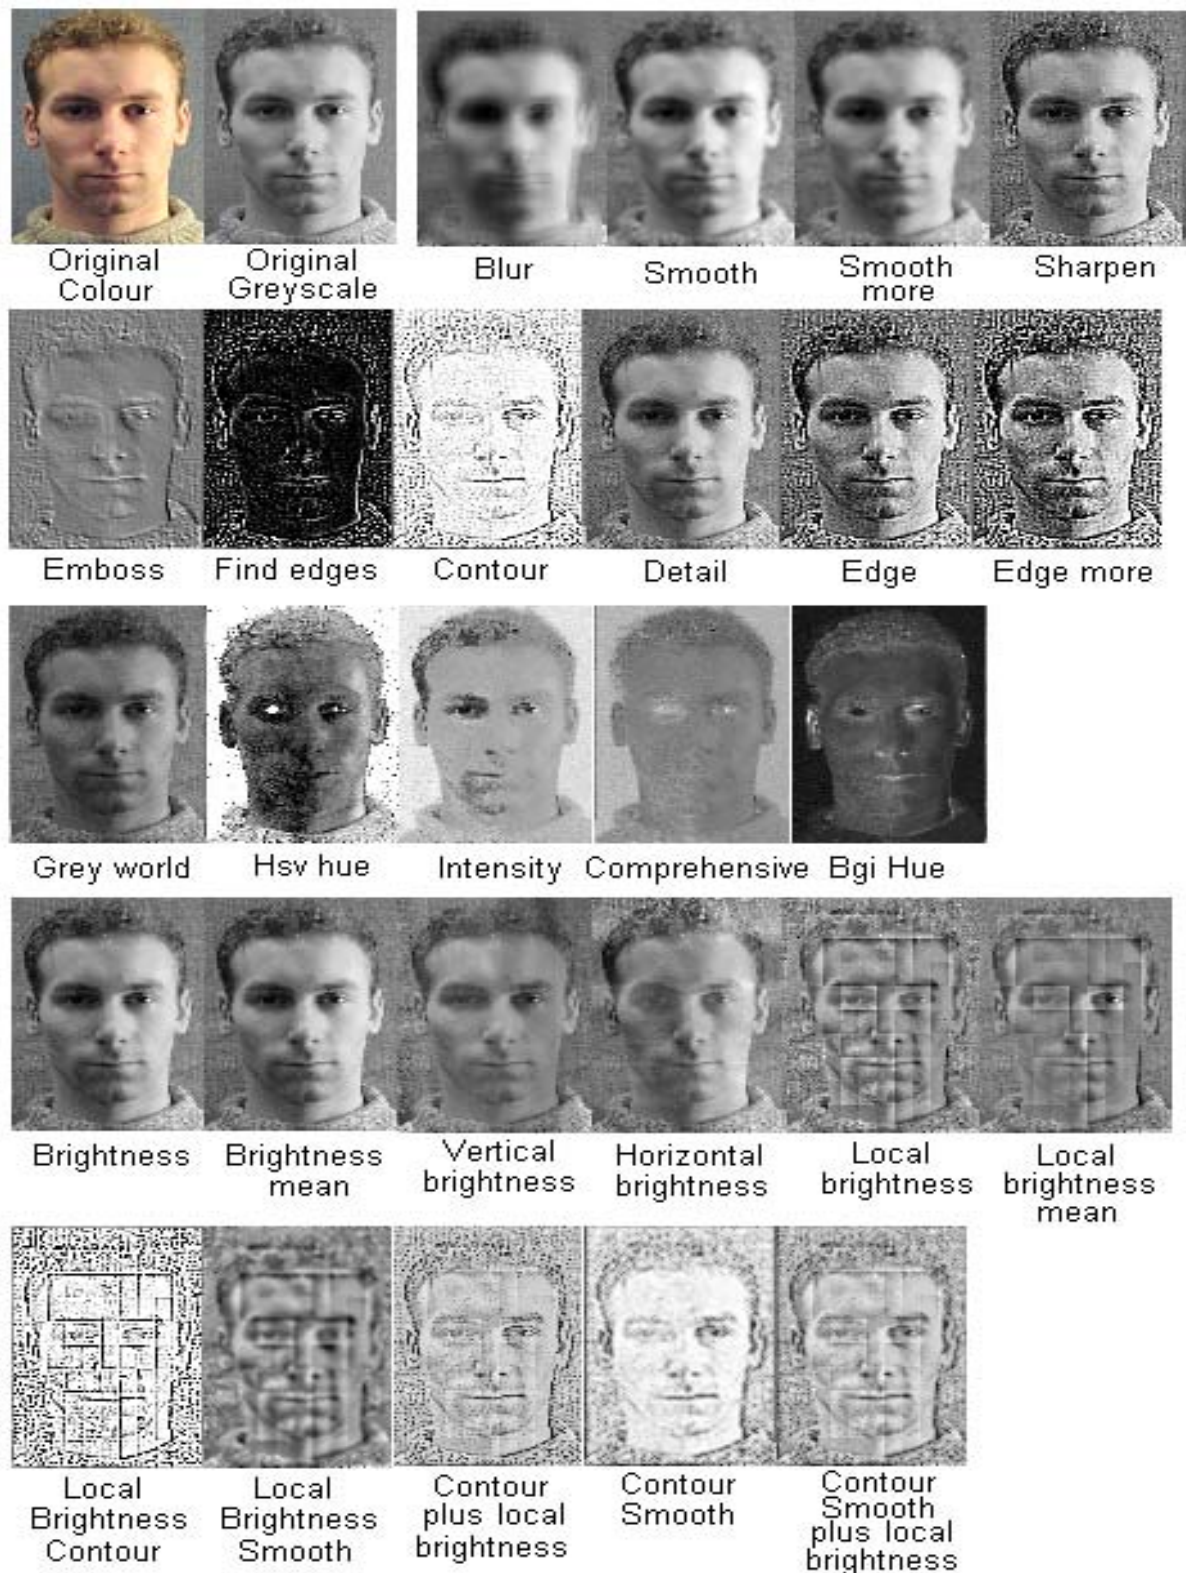 Original
Colour
Original
Greyscale
Blur
Smooth
Smooth
more
Sharpen
Emboss
Find edges
Contour
Detail
Edge
Edge more
Grey world
Hsv hue
Intensity
Comprehensive
Bgi Hue
Brightness
Brightness
mean
Vertical
brightness
Horizontal
brightness
Local
brightness
Local
brightness
mean
Local
Brightness
Contour
Local
Brightness
Smooth
Contour
plus local
brightness
Contour
Smooth
Contour
Smooth
plus local
brightness